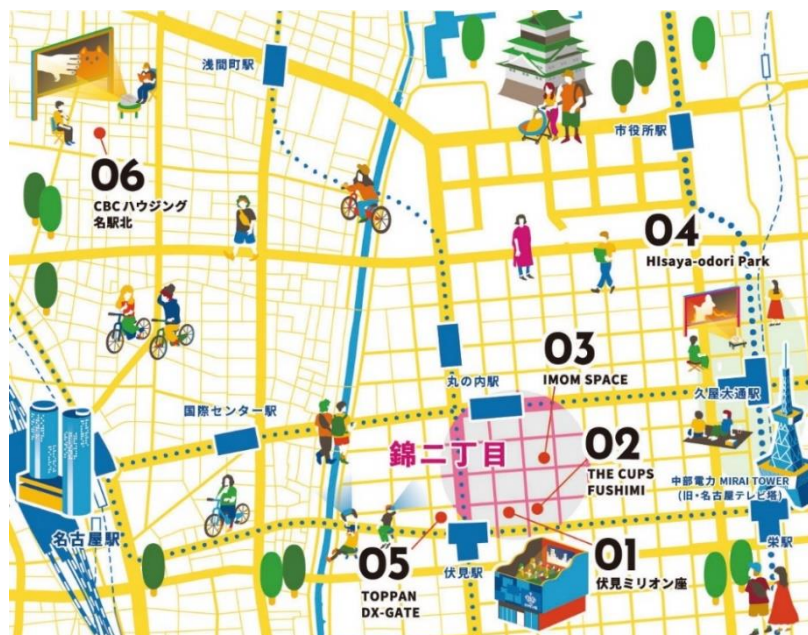 浅間町駅
市役所駅
06
CBCハウジング
名駅北
04
HIsaya-odori Park
03
IMOM SPACE
丸の内駅
久屋大通駅
国際センター駅
錦二丁目
02
THE CUPS
FUSHIMI
中部電力 MIRAI TOWER
(旧・名古屋テレビ塔)
名古屋駅
05
TOPPAN
DX-GATE
伏見駅
01
伏見ミリオン座
栄駅